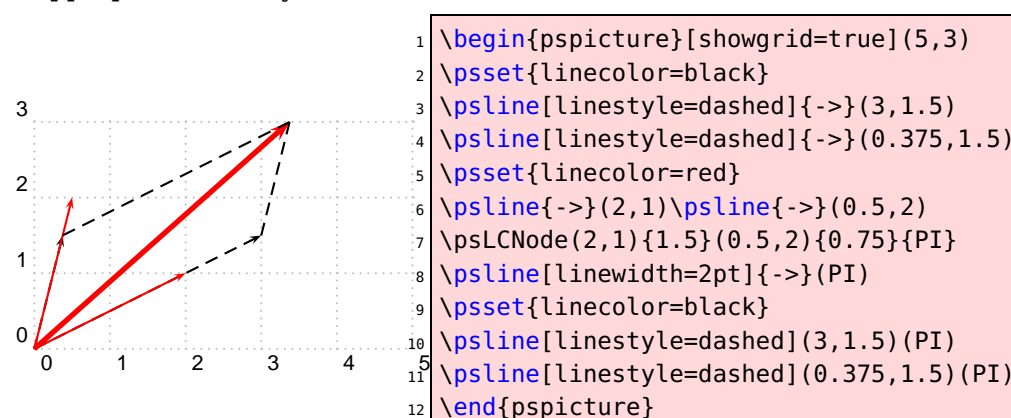 3
2
1
0
0 1 2 3 4 5
1 \begin{pspicture}[showgrid=true](5,3)
2 \psset{linecolor=black}
3 \psline[linestyle=dashed]{->}(3,1.5)
4 \psline[linestyle=dashed]{->}(0.375,1.5)
5 \psset{linecolor=red}
6 \psline{->}(2,1)\psline{->}(0.5,2)
7 \psLCNode(2,1){1.5}(0.5,2){0.75}{PI}
8 \psline[linewidth=2pt]{->}(PI)
9 \psset{linecolor=black}
10 \psline[linestyle=dashed](3,1.5)(PI)
11 \psline[linestyle=dashed](0.375,1.5)(PI)
12 \end{pspicture}